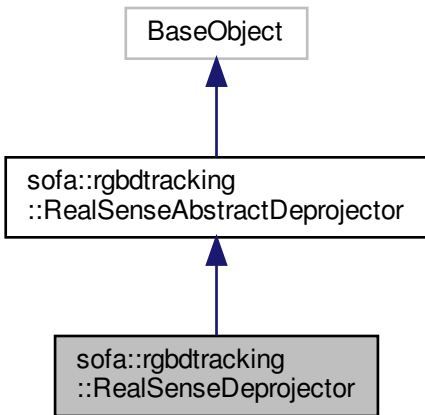 BaseObject
sofa::rgbdtracking
::RealSenseAbstractDeprojector
sofa::rgbdtracking
::RealSenseDeprojector